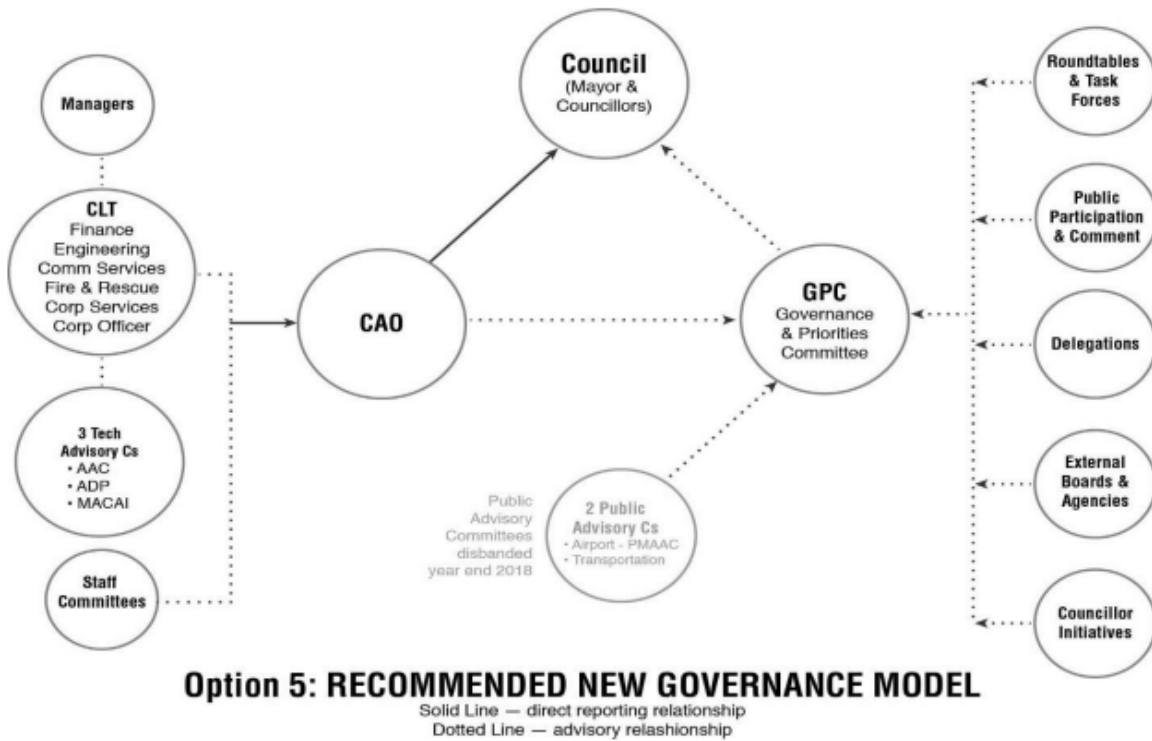 Council
(Mayor &
Councillors)
Managers
CLT
Finance
Engineering
Comm Services
Fire & Rescue
Corp Services
Corp Officer
3 Tech
Advisory Cs
• AAC
• ADP
• MACAI
Staff
Committees
CAO
GPC
Governance
& Priorities
Committee
Public
Advisory
Committees
disbanded
year end 2018
2 Public
Advisory Cs
• Airport - PMAAC
• Transportation
Roundtables
& Task
Forces
Public
Participation
& Comment
Delegations
External
Boards &
Agencies
Councillor
Initiatives
Option 5: RECOMMENDED NEW GOVERNANCE MODEL
Solid Line — direct reporting relationship
Dotted Line — advisory relashionship